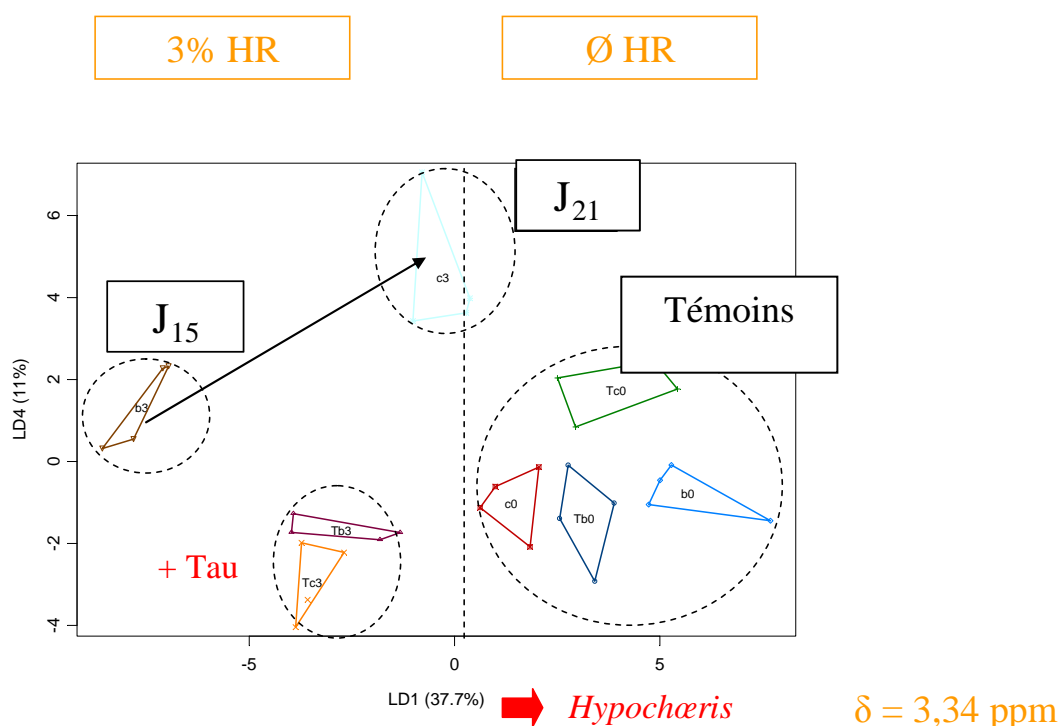 3% HR
Ø HR
J21
Témoins
J15
+ Tau
c3
b3
Tc0
c0
Tb0
b0
Tb3
Tc3
6
4
2
0
-2
-4
LD4 (11%)
-5
0
5
LD1 (37.7%)
Hypochœris
δ = 3,34 ppm